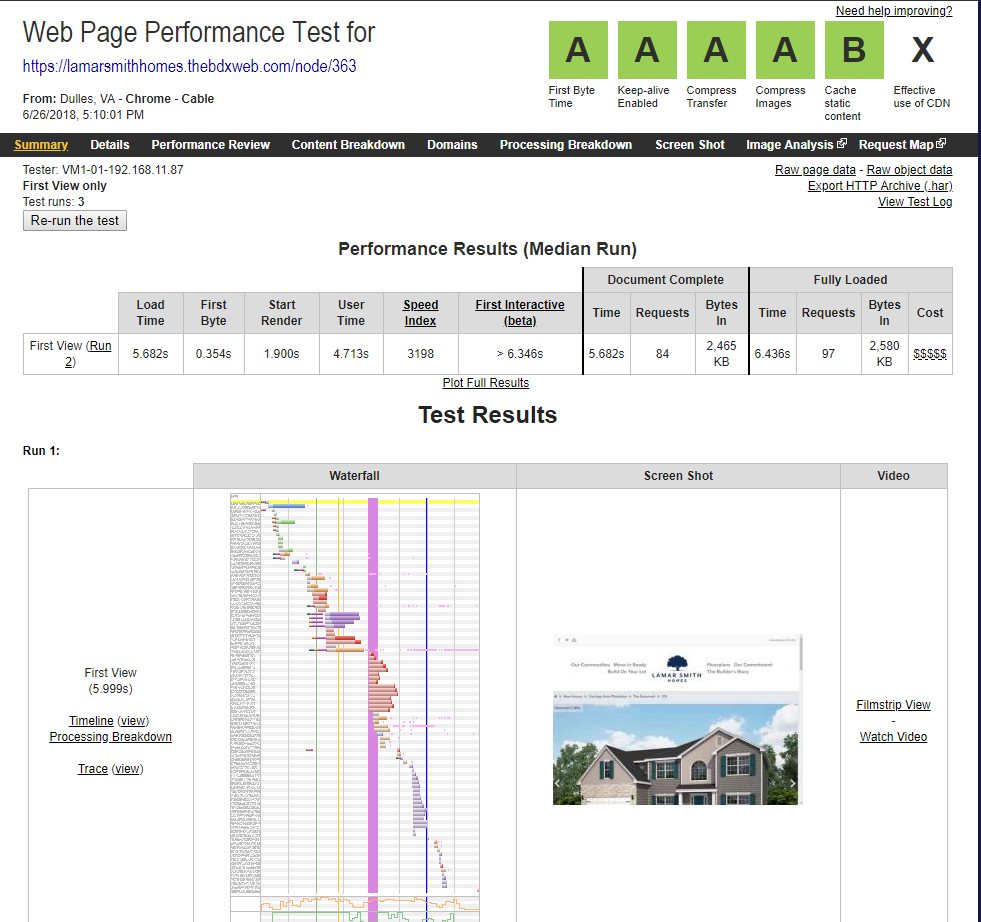 Need help improving?
Web Page Performance Test for
https://lamarsmithhomes.thebdxweb.com/node/363
From: Dulles, VA - Chrome - Cable
6/26/2018, 5:10:01 PM
A A A A B X
First Byte Time
Keep-alive Enabled
Compress Transfer
Compress Images
Cache static content
Effective use of CDN
Summary Details Performance Review Content Breakdown Domains Processing Breakdown Screen Shot Image Analysis Request Map
Tester: VM1-01-192.168.11.87
First View only
Test runs: 3
Re-run the test
Raw page data - Raw object data
Export HTTP Archive (.har)
View Test Log
Performance Results (Median Run)
Document Complete Fully Loaded
Load Time First Byte Start Render User Time Speed Index First Interactive (beta) Time Requests Bytes In Time Requests Bytes In Cost
First View (Run 2) 5.682s 0.354s 1.900s 4.713s 3198 > 6.346s 5.682s 84 2,465 KB 6.436s 97 2,580 KB $$$$$
Plot Full Results
Test Results
Run 1:
Waterfall Screen Shot Video
First View
(5.999s)
Timeline (view)
Processing Breakdown
Trace (view)
Our Communities Move-in Ready
Build On Your Lot
LAMAR SMITH
HOMES
Floorplans Our Commitment
The Builder's Story
Filmstrip View
-
Watch Video